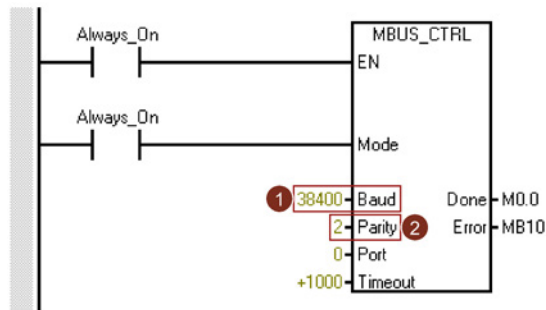 Always_On
MBUS_CTRL
EN
Always_On
Mode
1 38400 Baud Done M0.0
2 Parity 2 Error MB10
0 Port
+1000 Timeout